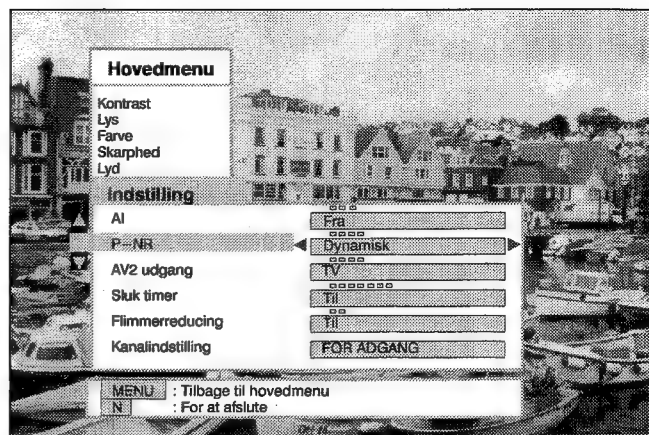 Hovedmenu
Kontrast
Lys
Farve
Skarphed
Lyd
Indstilling
AI Fra
P-NR Dynamisk
AV2 udgang TV
Sluk timer Til
Flimmerreducing Til
Kanalindstilling FOR ADGANG
MENU : Tilbage til hovedmenu
N : For at afslute